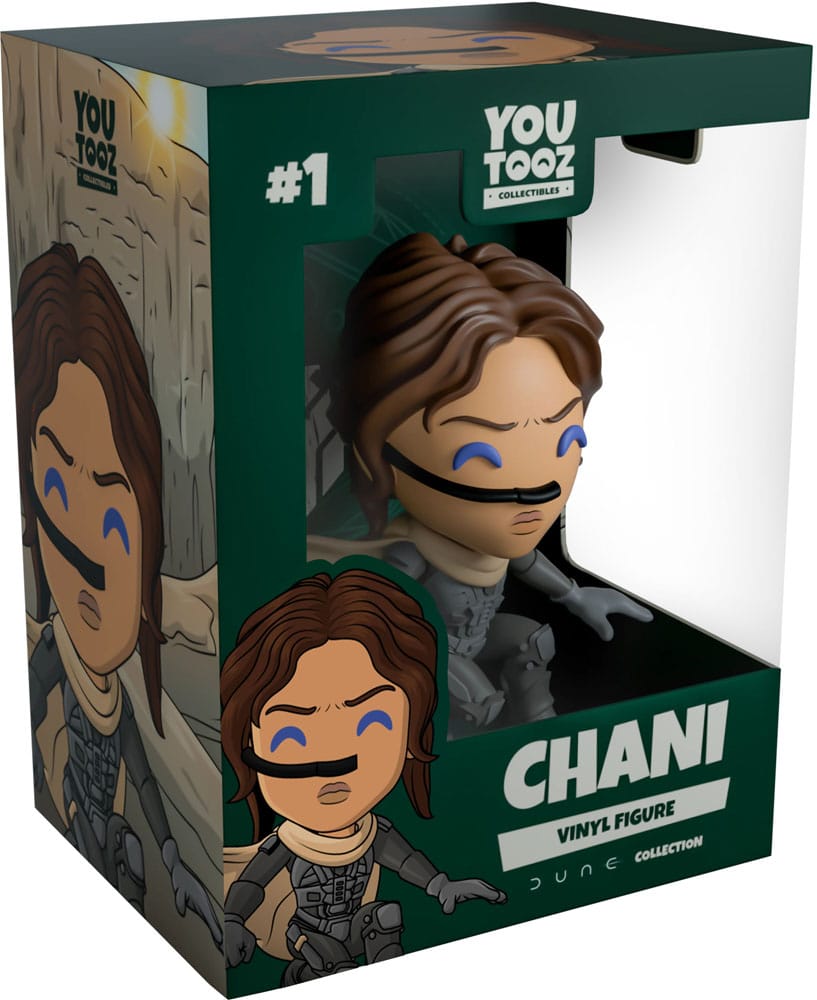 YOU
TOOZ
· COLLECTIBLES ·
#1
YOU
TOOZ
· COLLECTIBLES ·
CHANI
VINYL FIGURE
DUNE COLLECTION